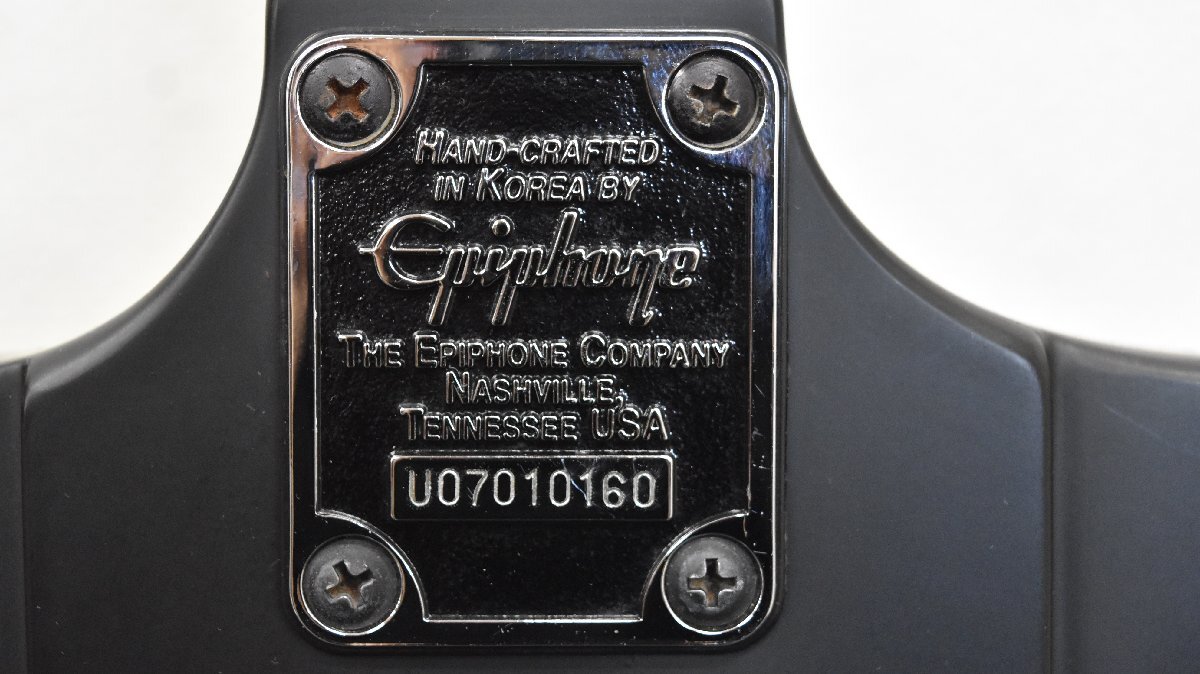 HAND-CRAFTED
IN KOREA BY
Epiphone
THE EPIPHONE COMPANY
NASHVILLE,
TENNESSEE USA
U07010160